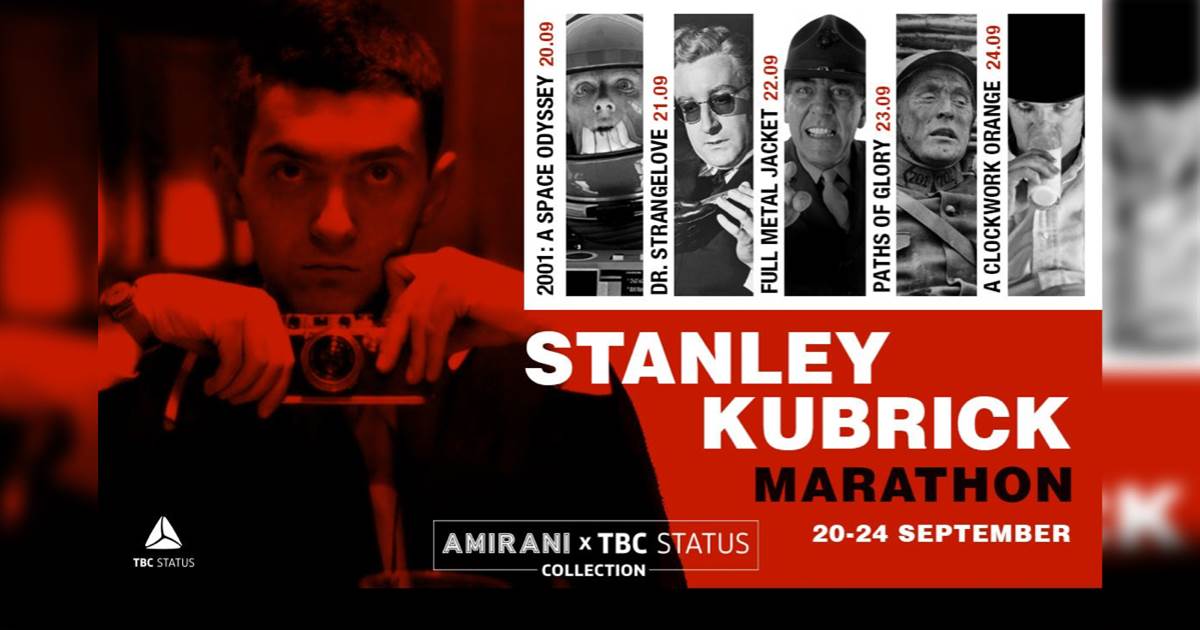 2001: A SPACE ODYSSEY 20.09
DR. STRANGELOVE 21.09
FULL METAL JACKET 22.09
PATHS OF GLORY 23.09
A CLOCKWORK ORANGE 24.09
STANLEY
KUBRICK
MARATHON
20-24 SEPTEMBER
AMIRANI x TBC STATUS
COLLECTION
TBC STATUS